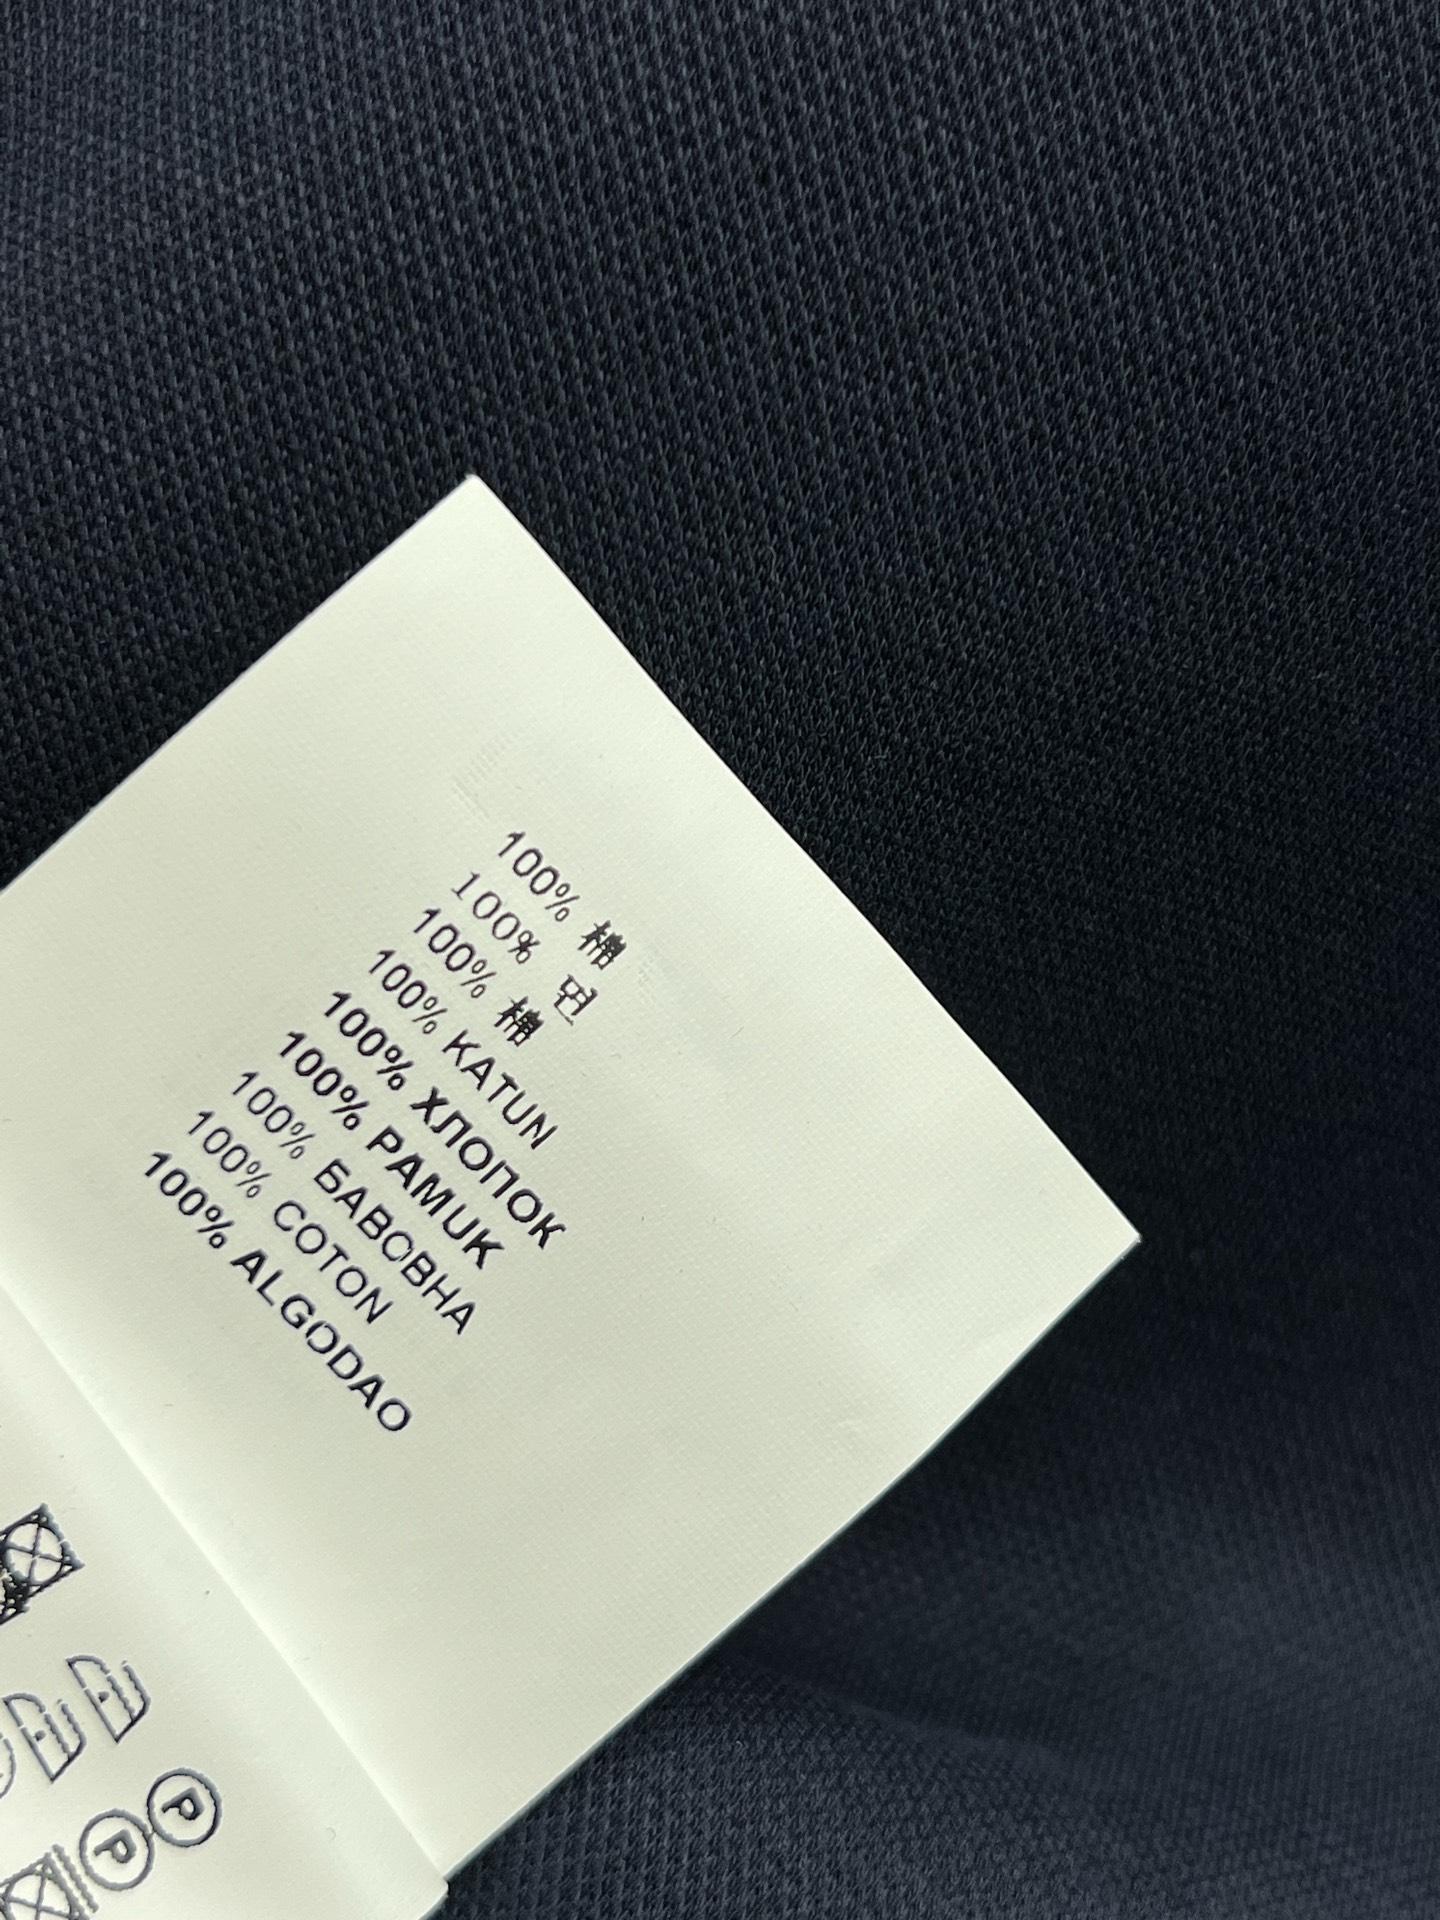 100% 棉
100% 면
100% 棉
100% KATUN
100% ХЛОПОК
100% PAMUK
100% БАВОВНА
100% COTON
100% ALGODAO
P
P